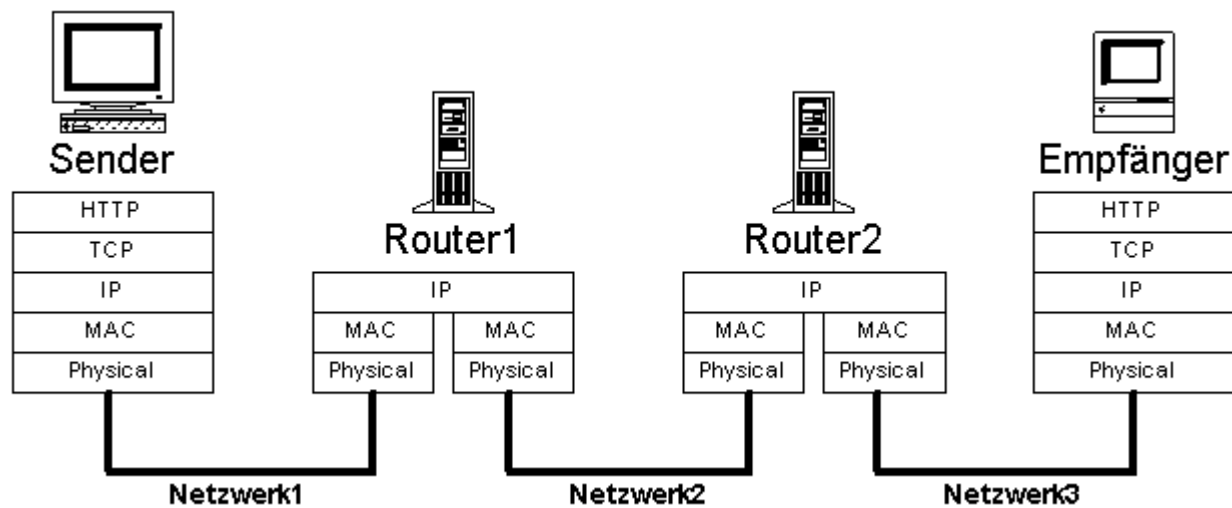 Sender
HTTP
TCP
IP
MAC
Physical
Router1
IP
MAC MAC
Physical Physical
Router2
IP
MAC MAC
Physical Physical
Empfänger
HTTP
TCP
IP
MAC
Physical
Netzwerk1
Netzwerk2
Netzwerk3